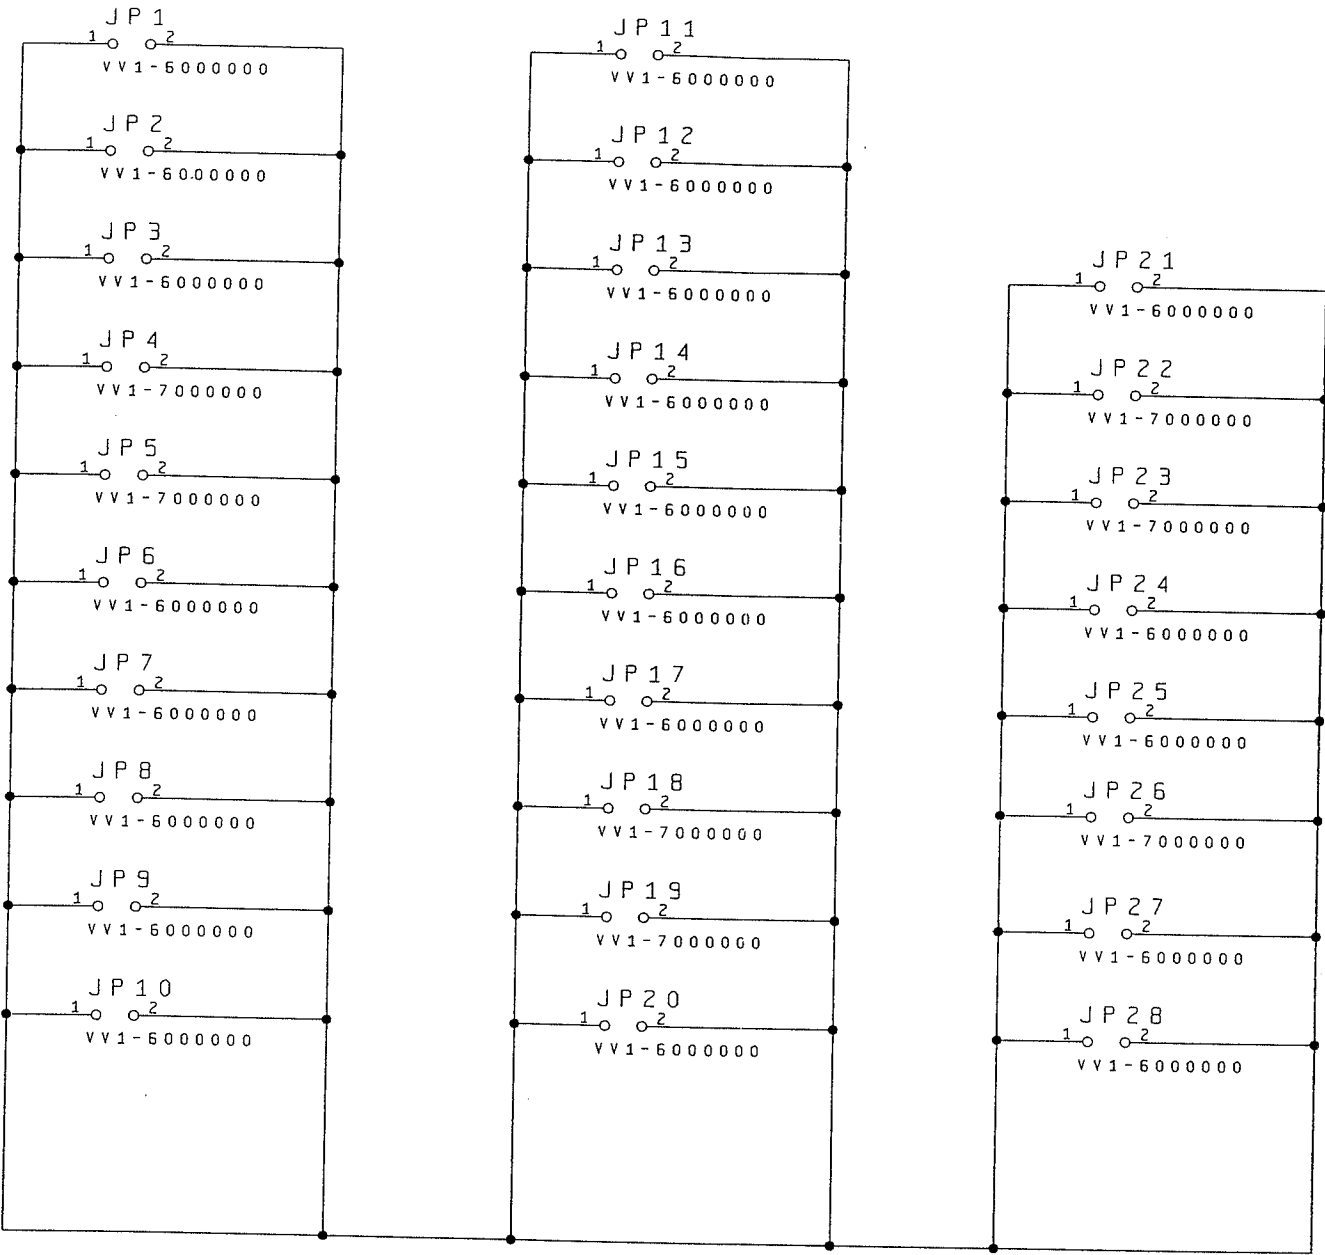 JP1
1 2
VV1-6000000
JP2
1 2
VV1-6000000
JP3
1 2
VV1-6000000
JP4
1 2
VV1-7000000
JP5
1 2
VV1-7000000
JP6
1 2
VV1-6000000
JP7
1 2
VV1-6000000
JP8
1 2
VV1-6000000
JP9
1 2
VV1-6000000
JP10
1 2
VV1-6000000
JP11
1 2
VV1-6000000
JP12
1 2
VV1-6000000
JP13
1 2
VV1-6000000
JP14
1 2
VV1-6000000
JP15
1 2
VV1-6000000
JP16
1 2
VV1-6000000
JP17
1 2
VV1-6000000
JP18
1 2
VV1-7000000
JP19
1 2
VV1-7000000
JP20
1 2
VV1-6000000
JP21
1 2
VV1-6000000
JP22
1 2
VV1-7000000
JP23
1 2
VV1-7000000
JP24
1 2
VV1-6000000
JP25
1 2
VV1-6000000
JP26
1 2
VV1-7000000
JP27
1 2
VV1-6000000
JP28
1 2
VV1-6000000